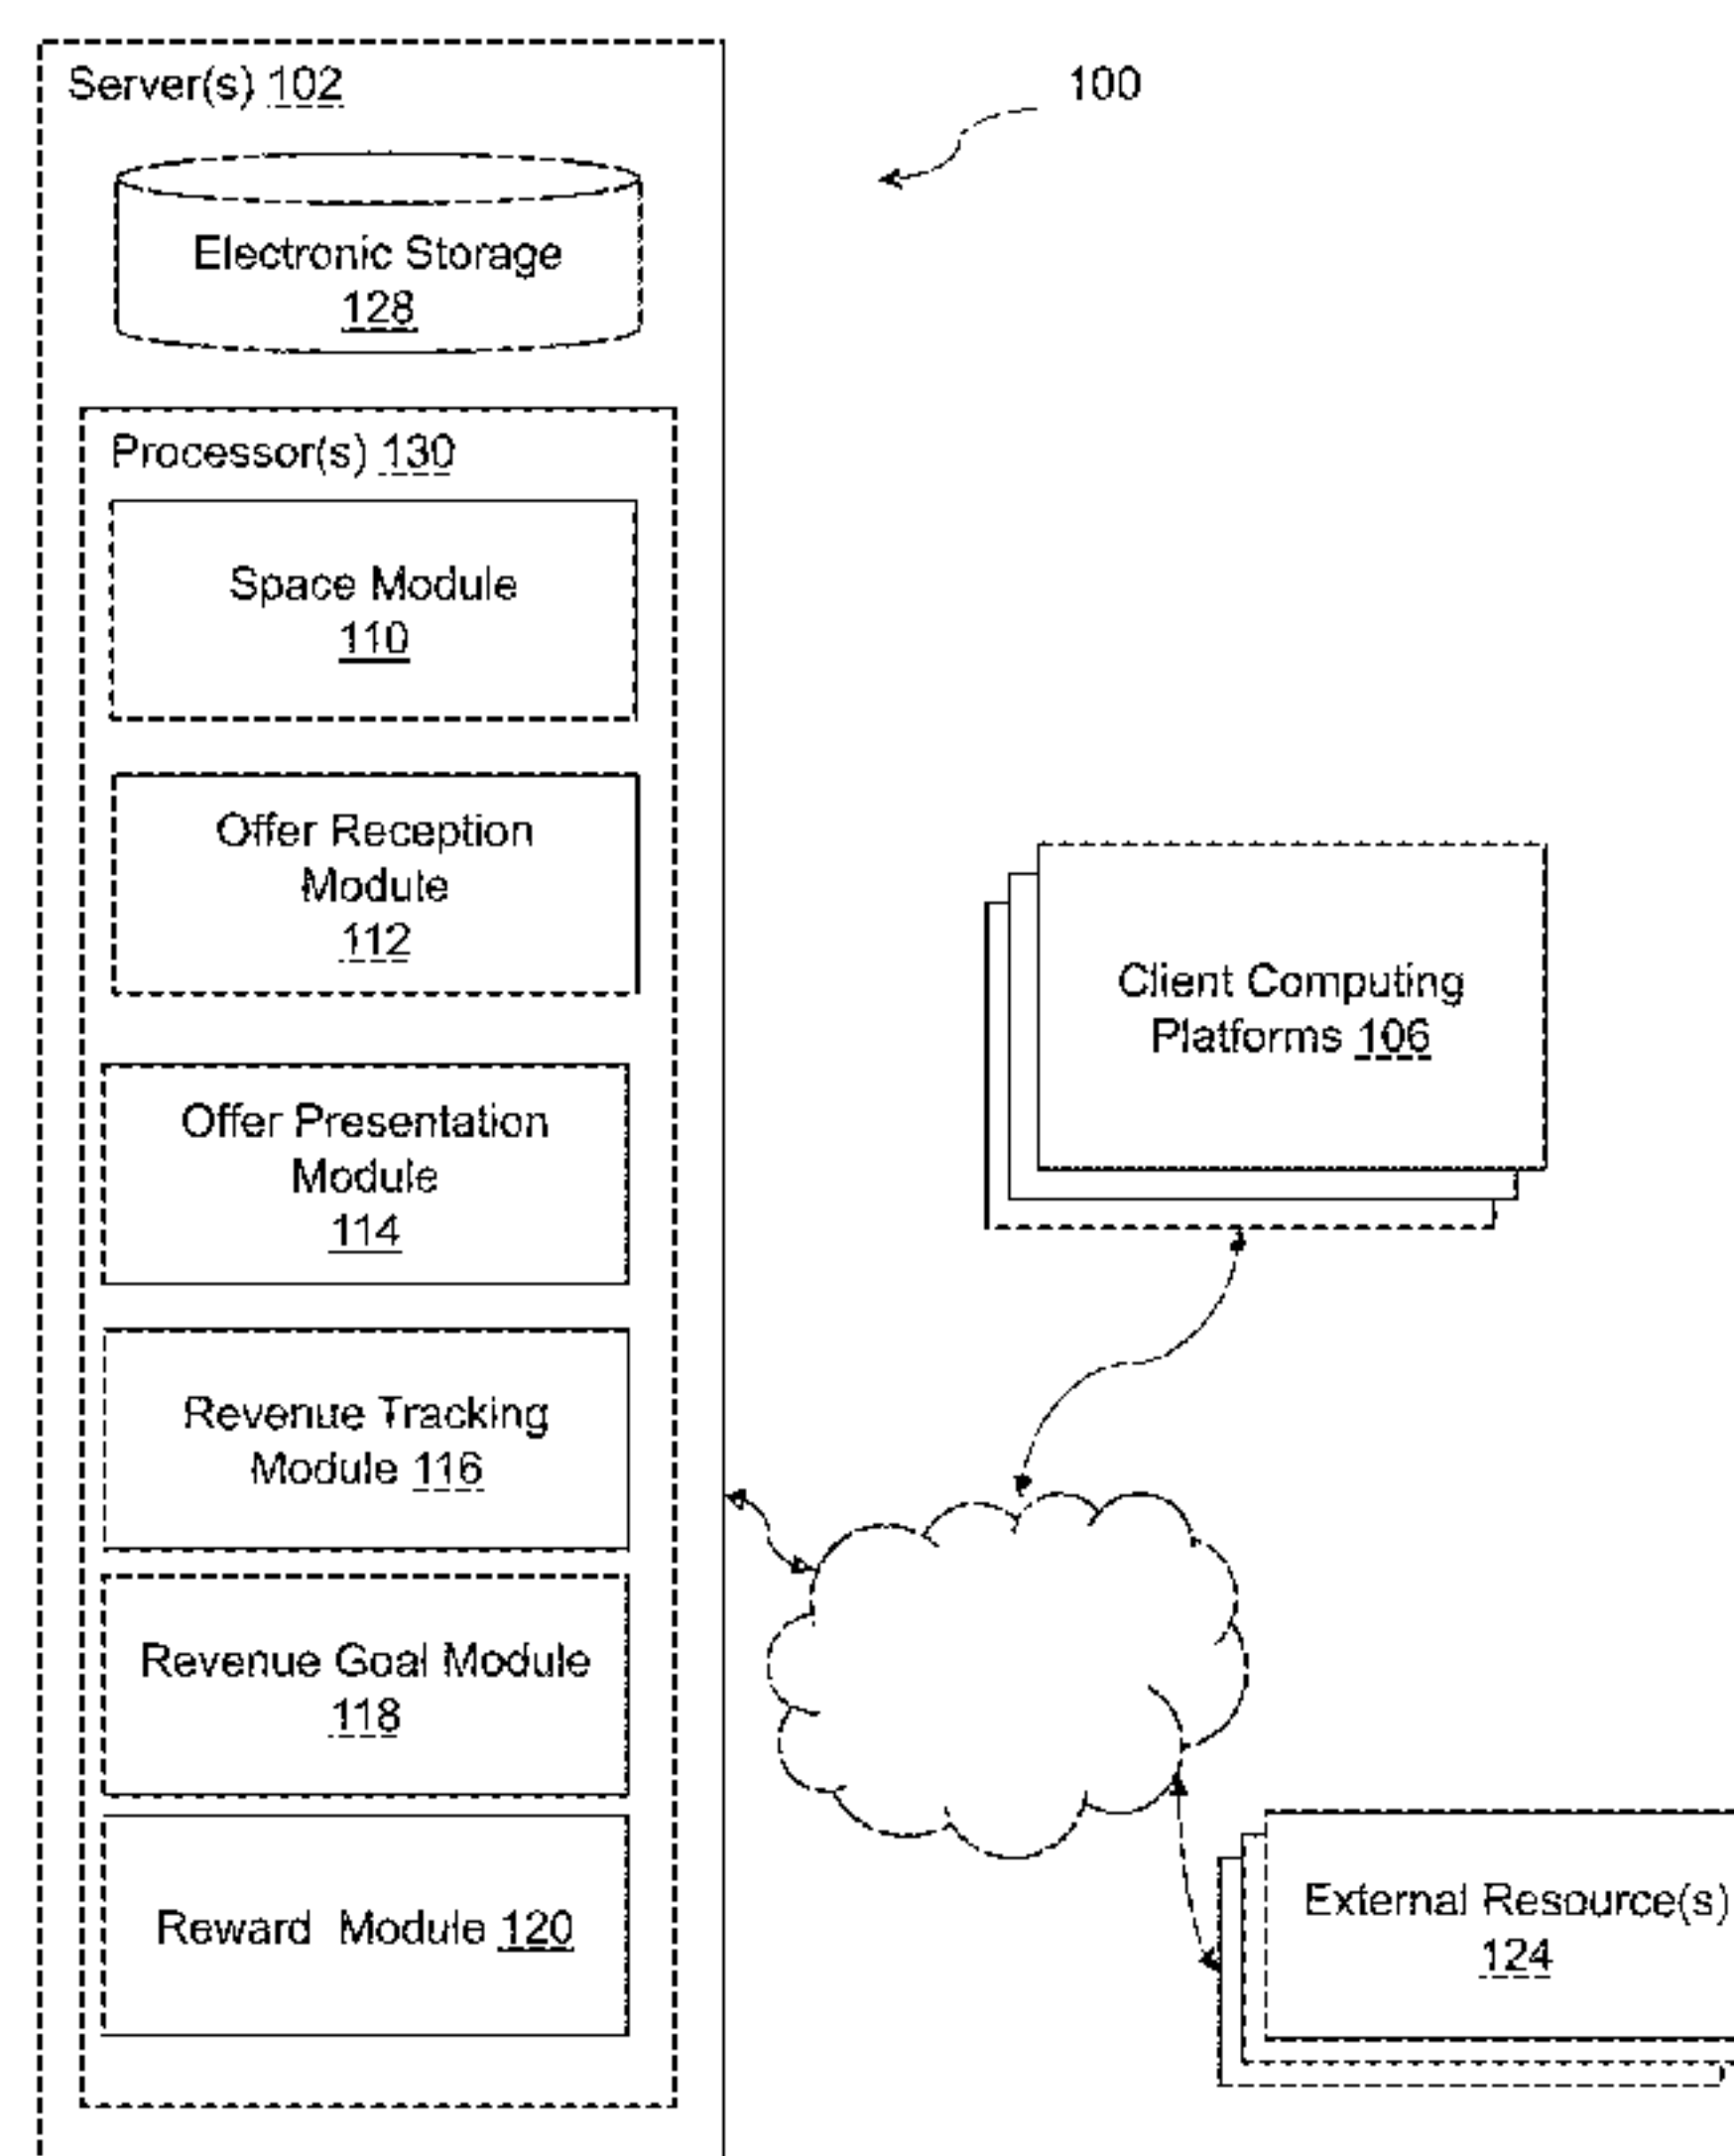 Server(s) 102
100
Electronic Storage
128
Processor(s) 130
Space Module
110
Offer Reception
Module
112
Client Computing
Platforms 106
Offer Presentation
Module
114
Revenue Tracking
Module 116
Revenue Goal Module
118
Reward Module 120
External Resource(s)
124